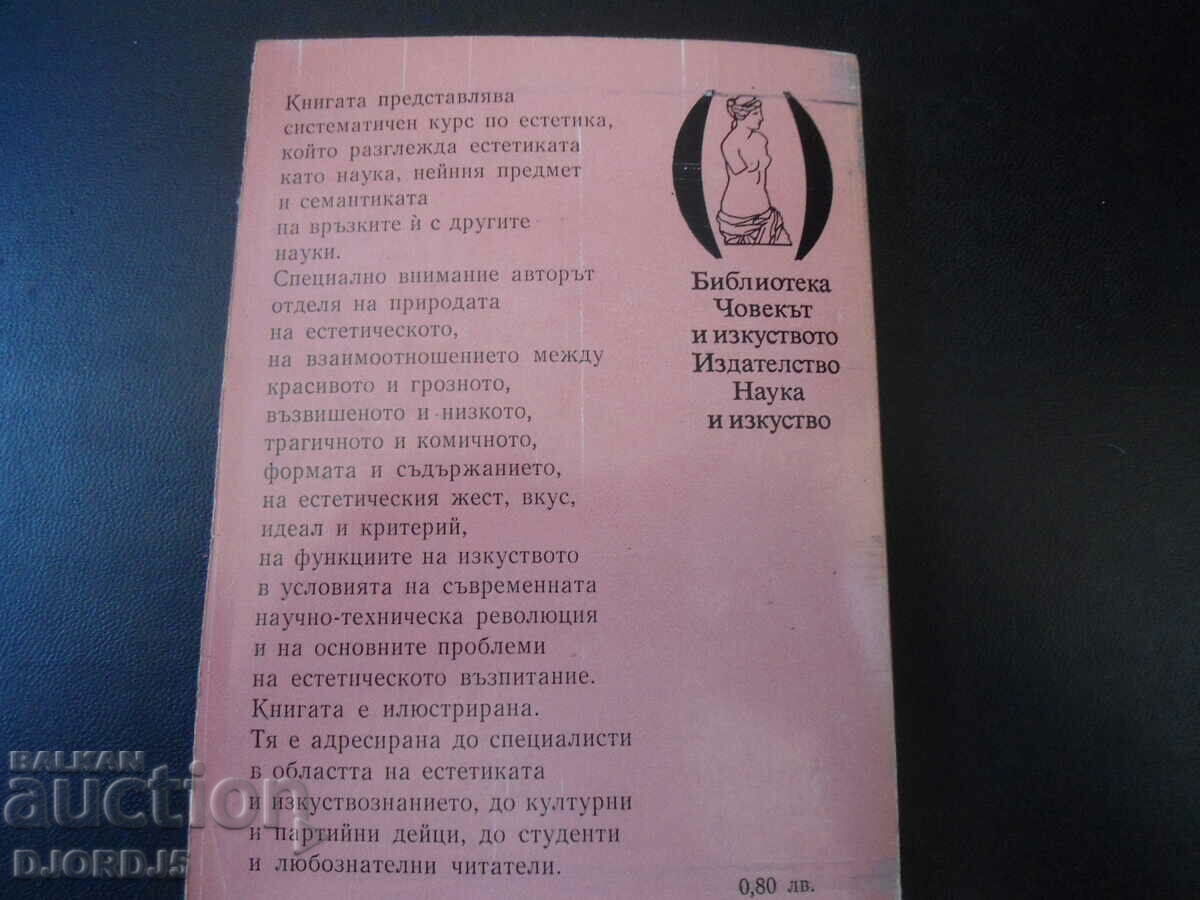 Книгата представлява
систематичен курс по естетика,
който разглежда естетиката
като наука, нейния предмет
и семантиката
на връзките ѝ с другите
науки.
Специално внимание авторът
отделя на природата
на естетическото,
на взаимоотношението между
красивото и грозното,
възвишеното и низкото,
трагичното и комичното,
формата и съдържанието,
на естетическия жест, вкус,
идеал и критерий,
на функциите на изкуството
в условията на съвременната
научно-техническа революция
и на основните проблеми
на естетическото възпитание.
Книгата е илюстрирана.
Тя е адресирана до специалисти
в областта на естетиката
и изкуствознанието, до културни
и партийни дейци, до студенти
и любознателни читатели.
Библиотека
Човекът
и изкуството
Издателство
Наука
и изкуство
0,80 лв.
BALKAN
auction
DJORDJ5